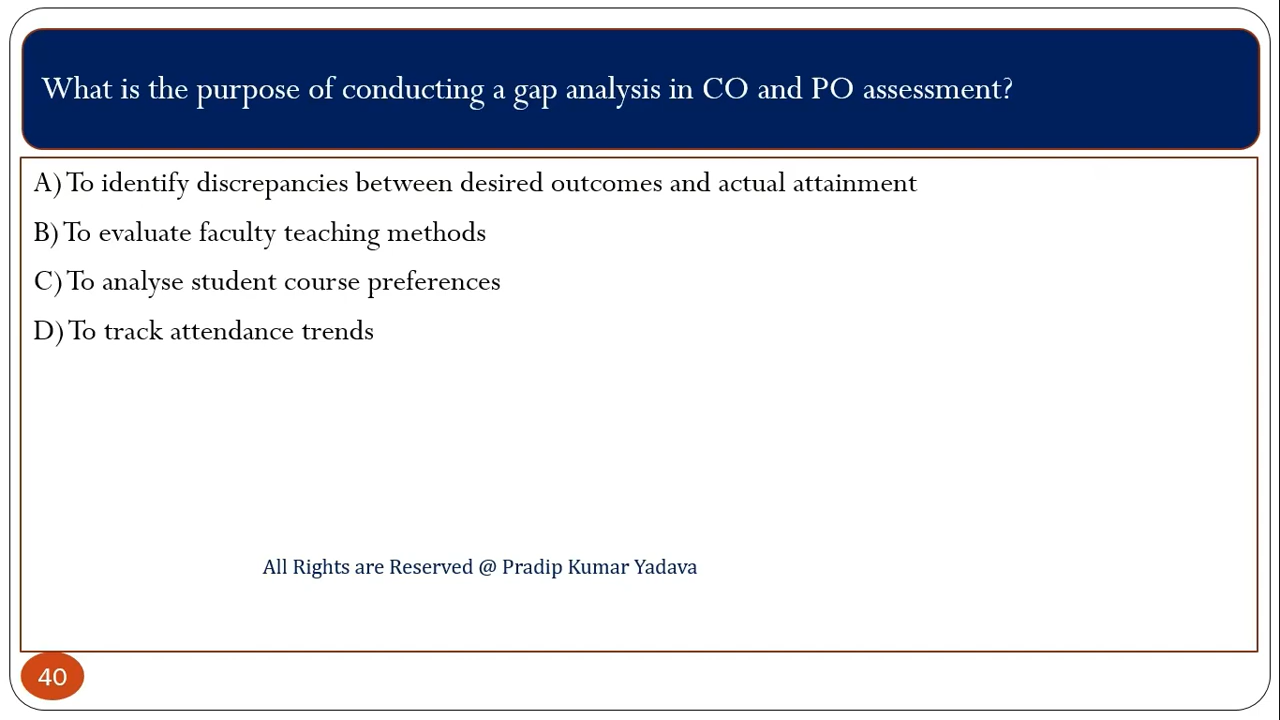 What is the purpose of conducting a gap analysis in CO and PO assessment?
A) To identify discrepancies between desired outcomes and actual attainment
B) To evaluate faculty teaching methods
C) To analyse student course preferences
D) To track attendance trends
All Rights are Reserved @ Pradip Kumar Yadava
40